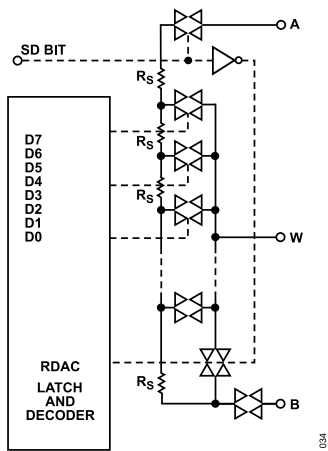 A
SD BIT
RS
RS
RS
D7
D6
D5
D4
D3
D2
D1
D0
W
RDAC
LATCH
AND
DECODER
RS
B
034